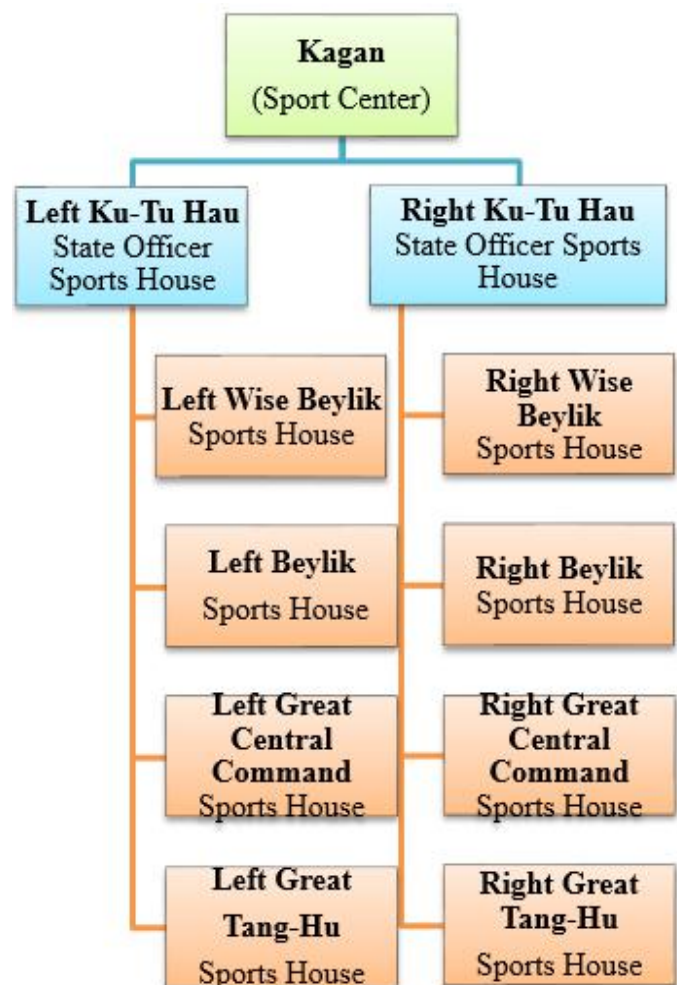 Kagan
(Sport Center)
Left Ku-Tu Hau
State Officer
Sports House
Right Ku-Tu Hau
State Officer Sports
House
Left Wise Beylik
Sports House
Right Wise
Beylik
Sports House
Left Beylik
Sports House
Right Beylik
Sports House
Left Great
Central
Command
Sports House
Right Great
Central
Command
Sports House
Left Great
Tang-Hu
Sports House
Right Great
Tang-Hu
Sports House